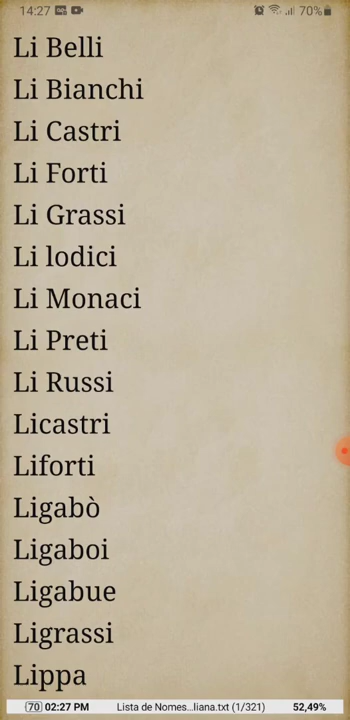 14:27 70%
Li Belli
Li Bianchi
Li Castri
Li Forti
Li Grassi
Li lodici
Li Monaci
Li Preti
Li Russi
Licastri
Liforti
Ligabò
Ligaboi
Ligabue
Ligrassi
Lippa
70 02:27 PM Lista de Nomes...liana.txt (1/321) 52,49%